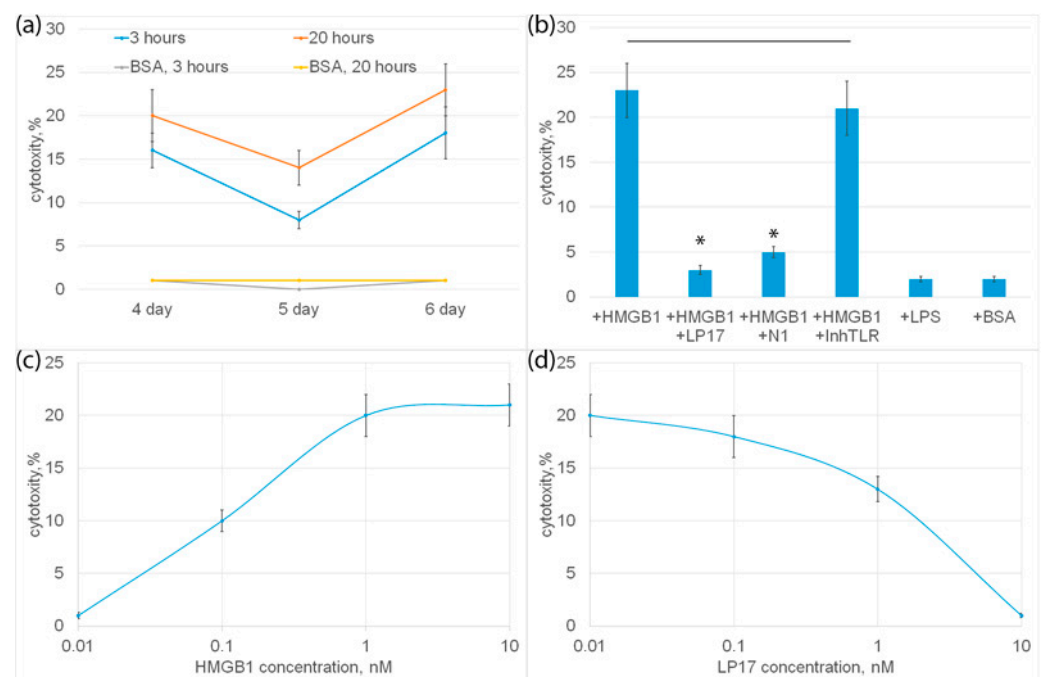 (a)
30
25
20
15
10
5
0
cytotoxity,%
3 hours
20 hours
BSA, 3 hours
BSA, 20 hours
4 day
5 day
6 day
(b)
30
25
20
15
10
5
0
cytotoxity,%
*
*
+HMGB1
+HMGB1
+LP17
+HMGB1
+N1
+HMGB1
+InhTLR
+LPS
+BSA
(c)
25
20
15
10
5
0
cytotoxity,%
0.01
0.1
1
10
HMGB1 concentration, nM
(d)
25
20
15
10
5
0
cytotoxity,%
0.01
0.1
1
10
LP17 concentration, nM